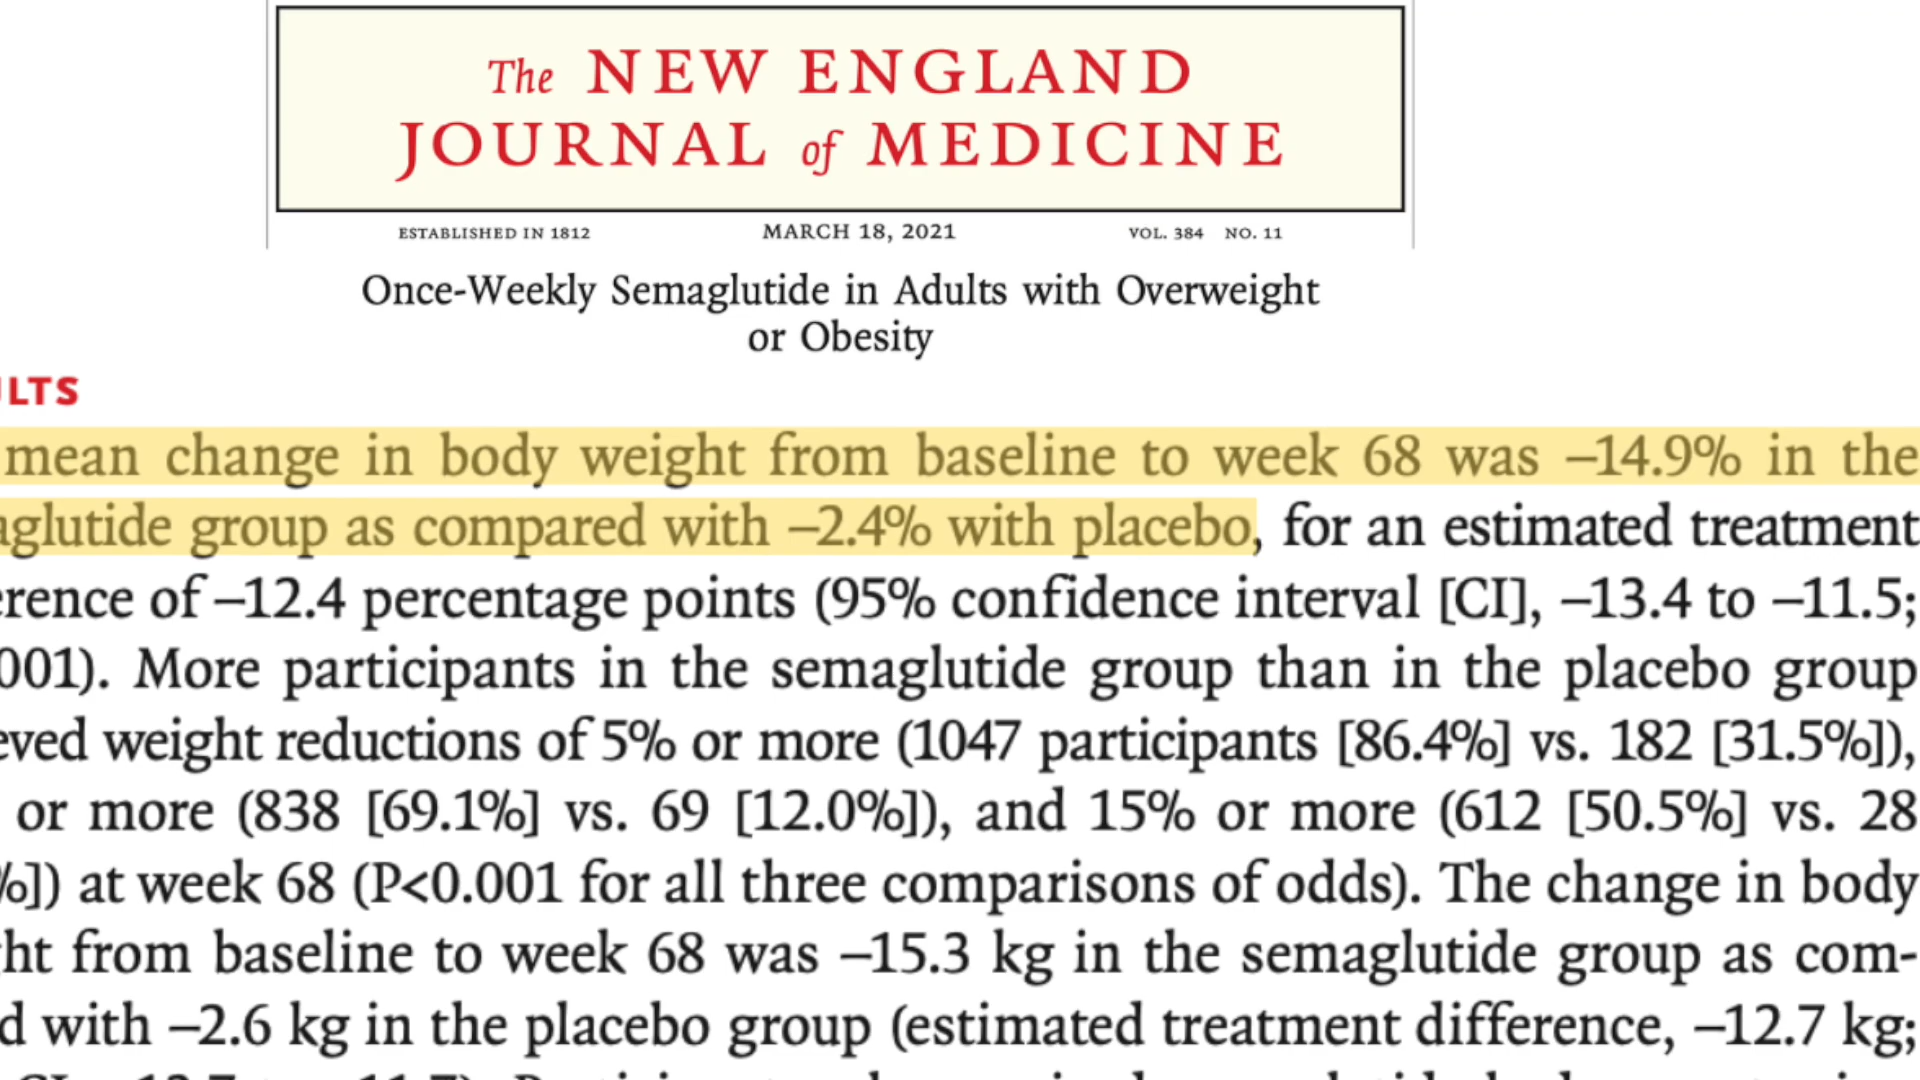 The NEW ENGLAND
JOURNAL of MEDICINE
ESTABLISHED IN 1812 MARCH 18, 2021 VOL. 384 NO. 11
Once-Weekly Semaglutide in Adults with Overweight
or Obesity
LTS
mean change in body weight from baseline to week 68 was –14.9% in the
aglutide group as compared with –2.4% with placebo, for an estimated treatment
rence of –12.4 percentage points (95% confidence interval [CI], –13.4 to –11.5;
001). More participants in the semaglutide group than in the placebo group
eved weight reductions of 5% or more (1047 participants [86.4%] vs. 182 [31.5%]),
or more (838 [69.1%] vs. 69 [12.0%]), and 15% or more (612 [50.5%] vs. 28
%]) at week 68 (P<0.001 for all three comparisons of odds). The change in body
ht from baseline to week 68 was –15.3 kg in the semaglutide group as com-
d with –2.6 kg in the placebo group (estimated treatment difference, –12.7 kg;